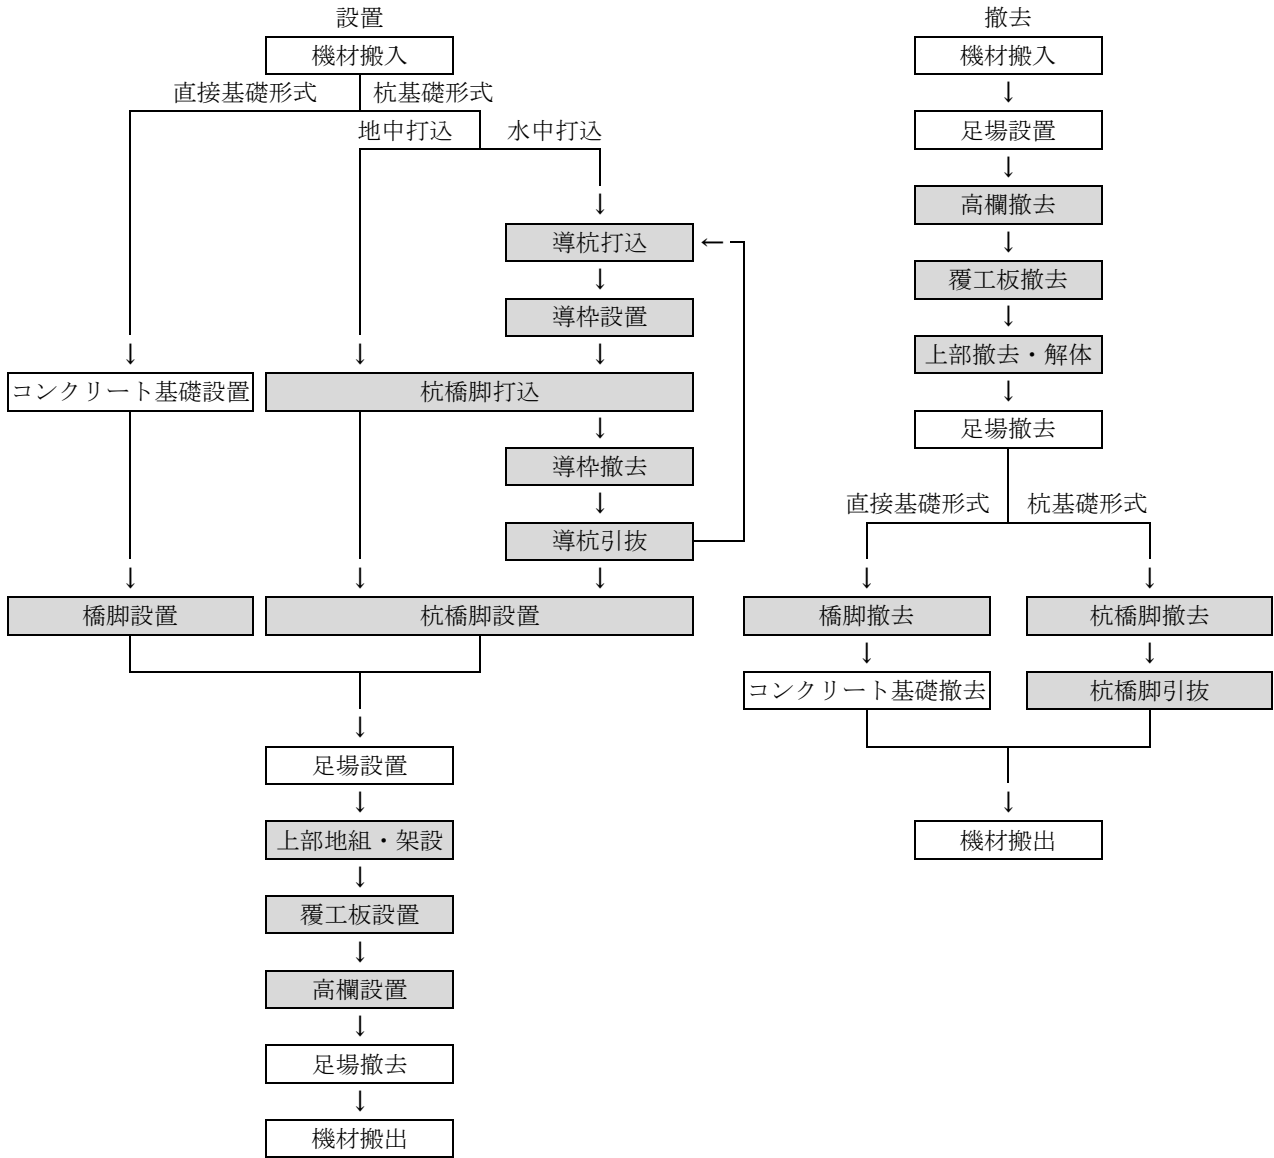 設置
機材搬入
直接基礎形式
杭基礎形式
地中打込
水中打込
↓
導杭打込
←
↓
導枠設置
↓
↓
↓
コンクリート基礎設置
杭橋脚打込
↓
導枠撤去
↓
導杭引抜
↓
↓
↓
橋脚設置
杭橋脚設置
↓
足場設置
↓
上部地組・架設
↓
覆工板設置
↓
高欄設置
↓
足場撤去
↓
機材搬出
撤去
機材搬入
↓
足場設置
↓
高欄撤去
↓
覆工板撤去
↓
上部撤去・解体
↓
足場撤去
直接基礎形式
杭基礎形式
↓
↓
橋脚撤去
杭橋脚撤去
↓
↓
コンクリート基礎撤去
杭橋脚引抜
↓
機材搬出